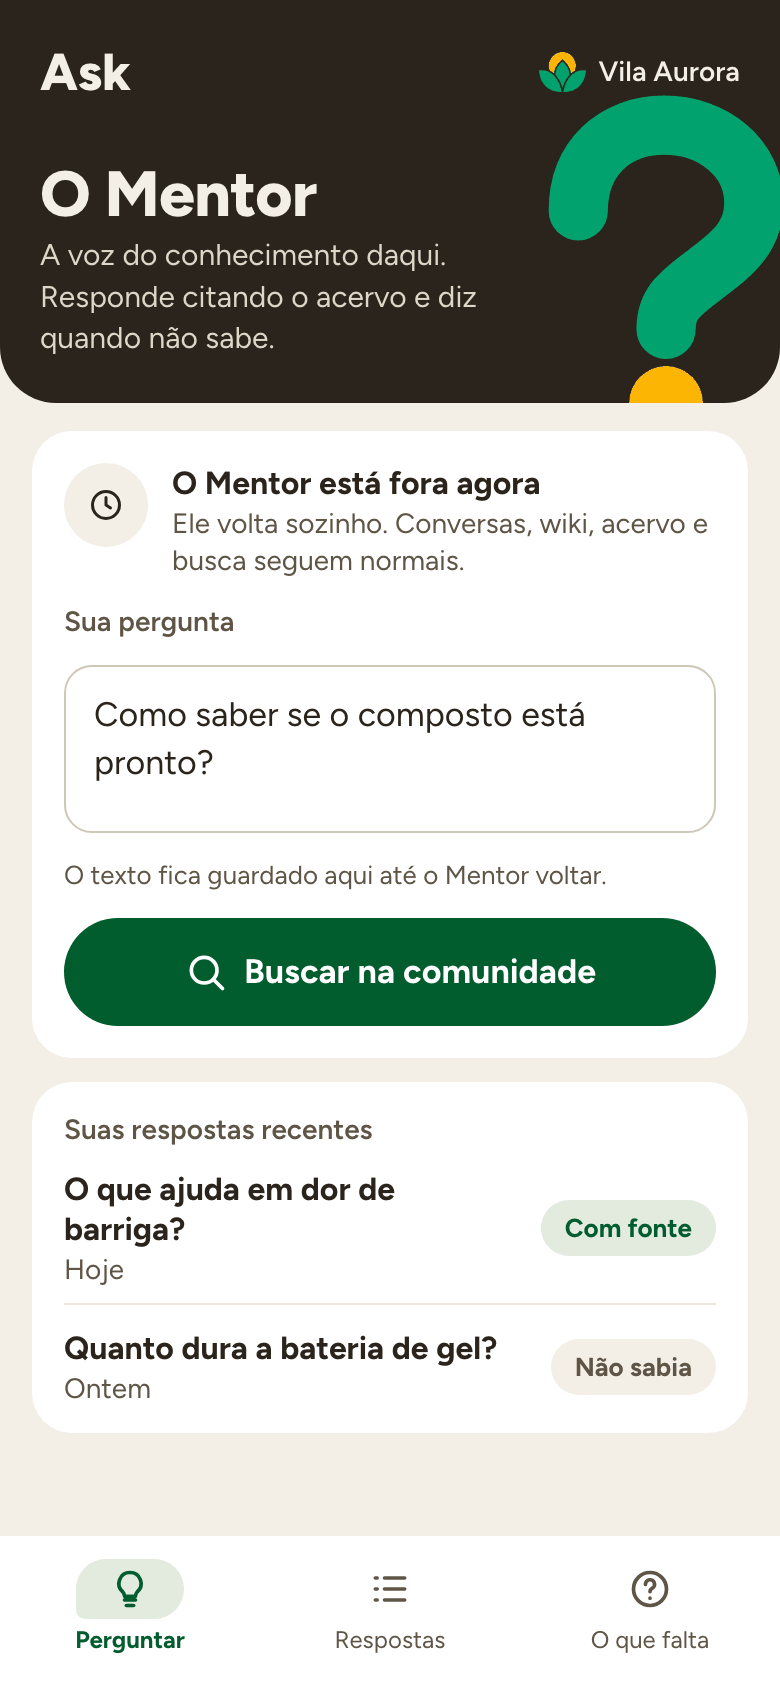 Ask
Vila Aurora
O Mentor
A voz do conhecimento daqui.
Responde citando o acervo e diz
quando não sabe.
O Mentor está fora agora
Ele volta sozinho. Conversas, wiki, acervo e
busca seguem normais.
Sua pergunta
Como saber se o composto está
pronto?
O texto fica guardado aqui até o Mentor voltar.
Buscar na comunidade
Suas respostas recentes
O que ajuda em dor de
barriga?
Hoje
Com fonte
Quanto dura a bateria de gel?
Ontem
Não sabia
Perguntar
Respostas
O que falta